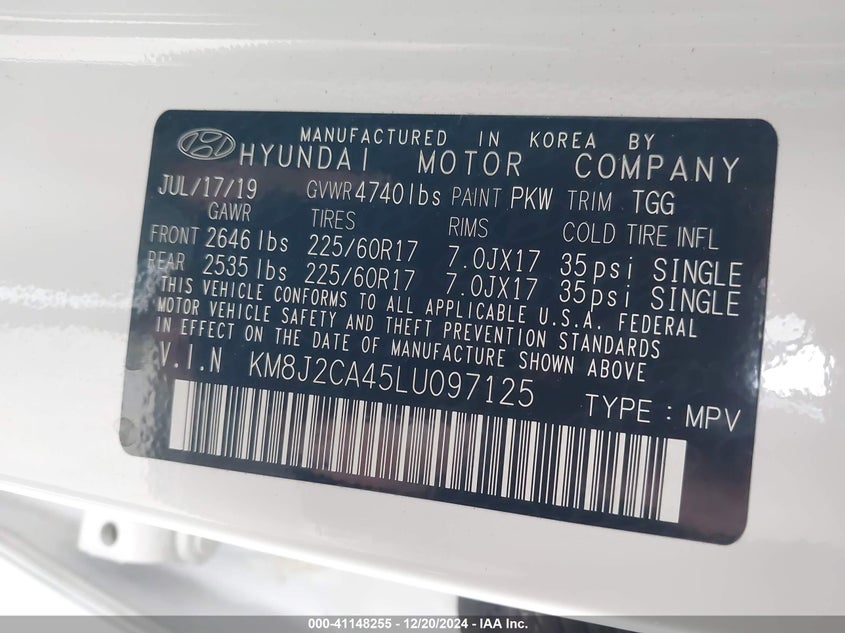 MANUFACTURED IN KOREA BY
HYUNDAI MOTOR COMPANY
JUL/17/19 GVWR 4740lbs PAINT PKW TRIM TGG
GAWR TIRES RIMS COLD TIRE INFL
FRONT 2646 lbs 225/60R17 7.0JX17 35psi SINGLE
REAR 2535 lbs 225/60R17 7.0JX17 35psi SINGLE
THIS VEHICLE CONFORMS TO ALL APPLICABLE U.S.A. FEDERAL
MOTOR VEHICLE SAFETY AND THEFT PREVENTION STANDARDS
IN EFFECT ON THE DATE OF MANUFACTURE SHOWN ABOVE
V.I.N KM8J2CA45LU097125 TYPE : MPV
000-41148255 - 12/20/2024 - IAA Inc.